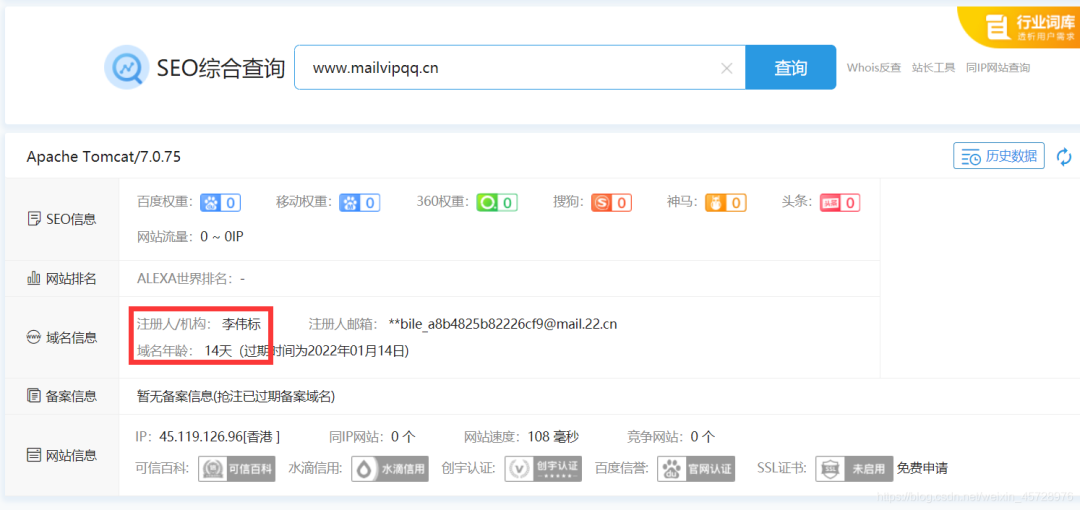 行业词库
透析用户需求
SEO综合查询 www.mailvipqq.cn × 查询 Whois反查 站长工具 同IP网站查询
Apache Tomcat/7.0.75 历史数据
SEO信息 百度权重: 0 移动权重: 0 360权重: 0 搜狗: S 0 神马: 0 头条: 头条 0
网站流量: 0 ~ 0IP
网站排名 ALEXA世界排名: -
www 域名信息 注册人/机构: 李伟标 注册人邮箱: **bile_a8b4825b82226cf9@mail.22.cn
域名年龄: 14天 (过期时间为2022年01月14日)
备案信息 暂无备案信息(抢注已过期备案域名)
网站信息 IP: 45.119.126.96[香港 ] 同IP网站: 0 个 网站速度: 108 毫秒 竞争网站: 0 个
可信百科: 可信百科 水滴信用: 水滴信用 创宇认证: 创宇认证 百度信誉: 官网认证 SSL证书: SSL 未启用 免费申请
https://blog.csdn.net/weixin_45728976